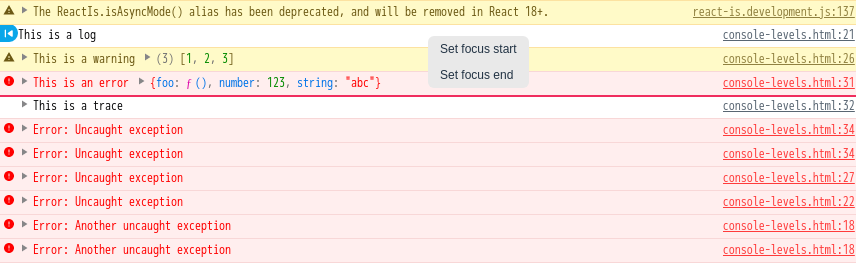 The ReactIs.isAsyncMode() alias has been deprecated, and will be removed in React 18+. react-is.development.js:137
This is a log console-levels.html:21
Set focus start
This is a warning (3) [1, 2, 3] console-levels.html:26
Set focus end
This is an error {foo: ƒ (), number: 123, string: "abc"} console-levels.html:31
This is a trace console-levels.html:32
Error: Uncaught exception console-levels.html:34
Error: Uncaught exception console-levels.html:34
Error: Uncaught exception console-levels.html:27
Error: Uncaught exception console-levels.html:22
Error: Another uncaught exception console-levels.html:18
Error: Another uncaught exception console-levels.html:18